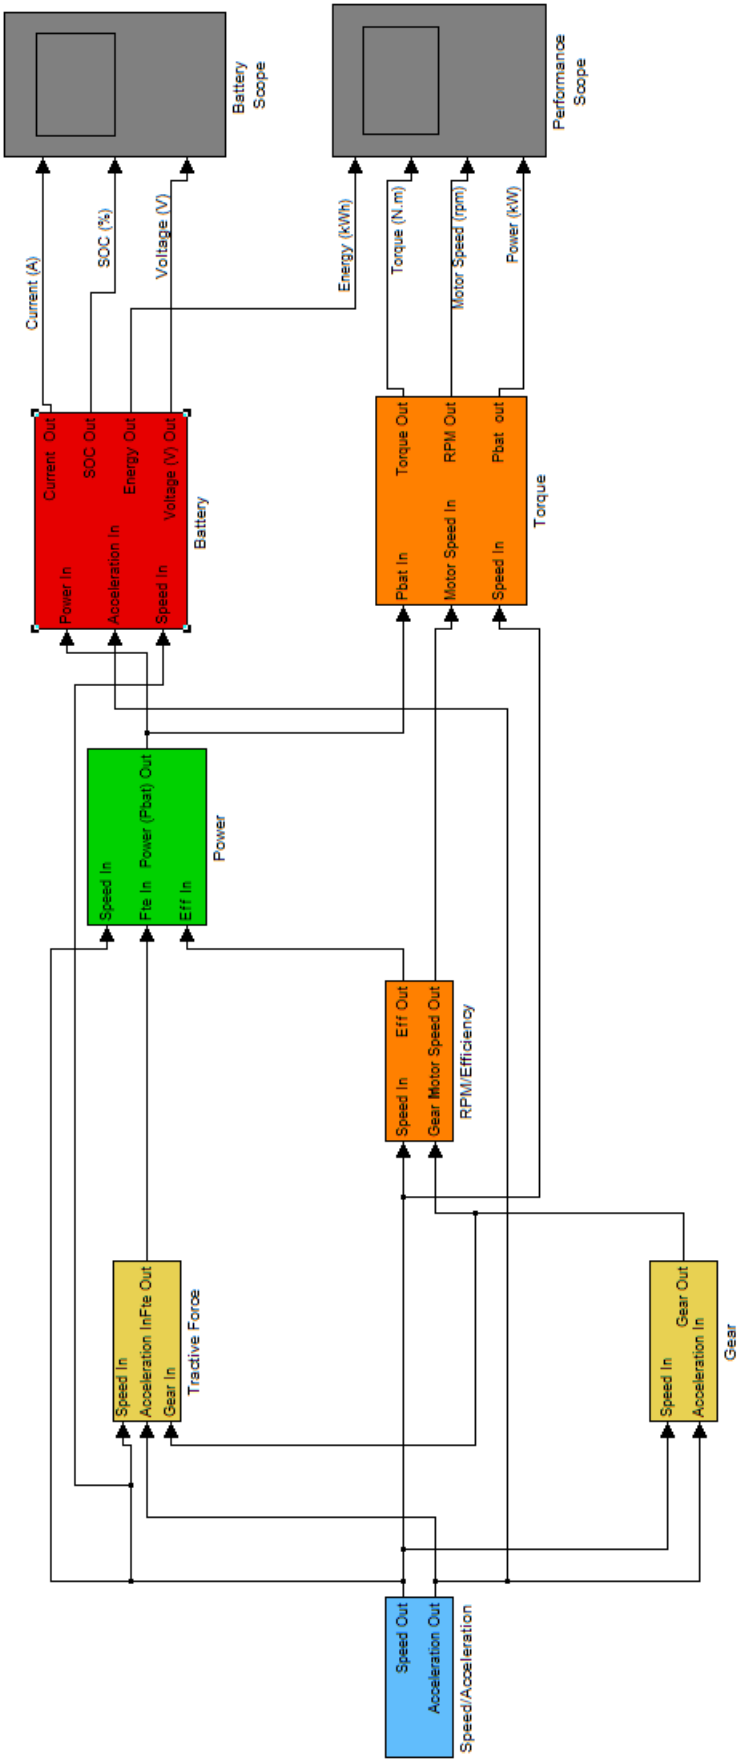 Speed Out
Acceleration Out
Speed/Acceleration
Speed In
Acceleration In
Gear In
Fte Out
Tractive Force
Speed In
Acceleration In
Gear Out
Gear
Speed In
Gear
Eff Out
Motor Speed Out
RPM/Efficiency
Speed In
Fte In
Eff In
Power (Pbat) Out
Power
Power In
Acceleration In
Speed In
Current Out
SOC Out
Energy Out
Voltage (V) Out
Battery
Pbat In
Motor Speed In
Speed In
Torque Out
RPM Out
Pbat out
Torque
Current (A)
SOC (%)
Voltage (V)
Energy (kWh)
Torque (N.m)
Motor Speed (rpm)
Power (kW)
Battery
Scope
Performance
Scope